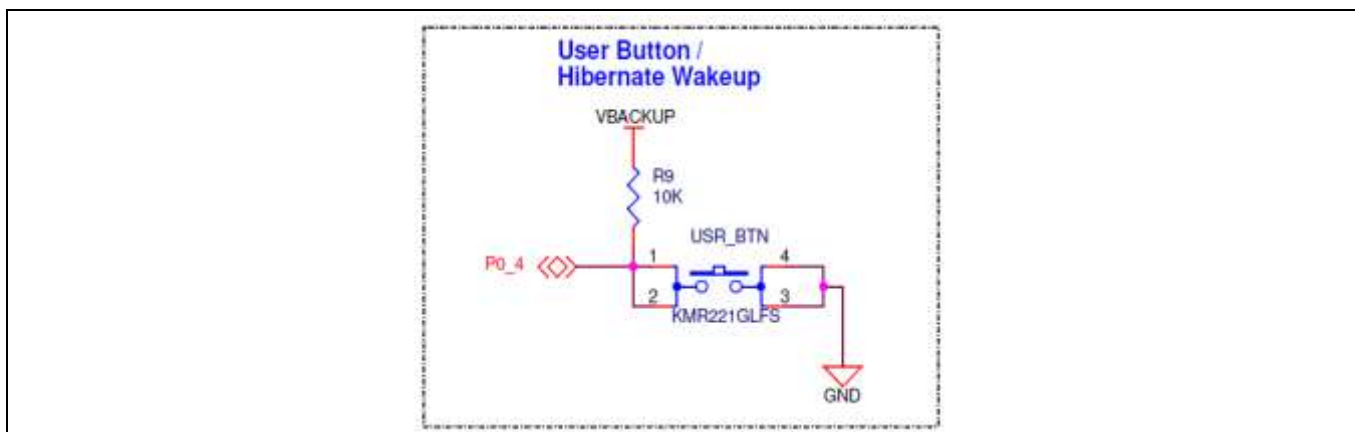 User Button /
Hibernate Wakeup
VBACKUP
R9
10K
USR_BTN
P0_4
1
4
2
3
KMR221GLFS
GND